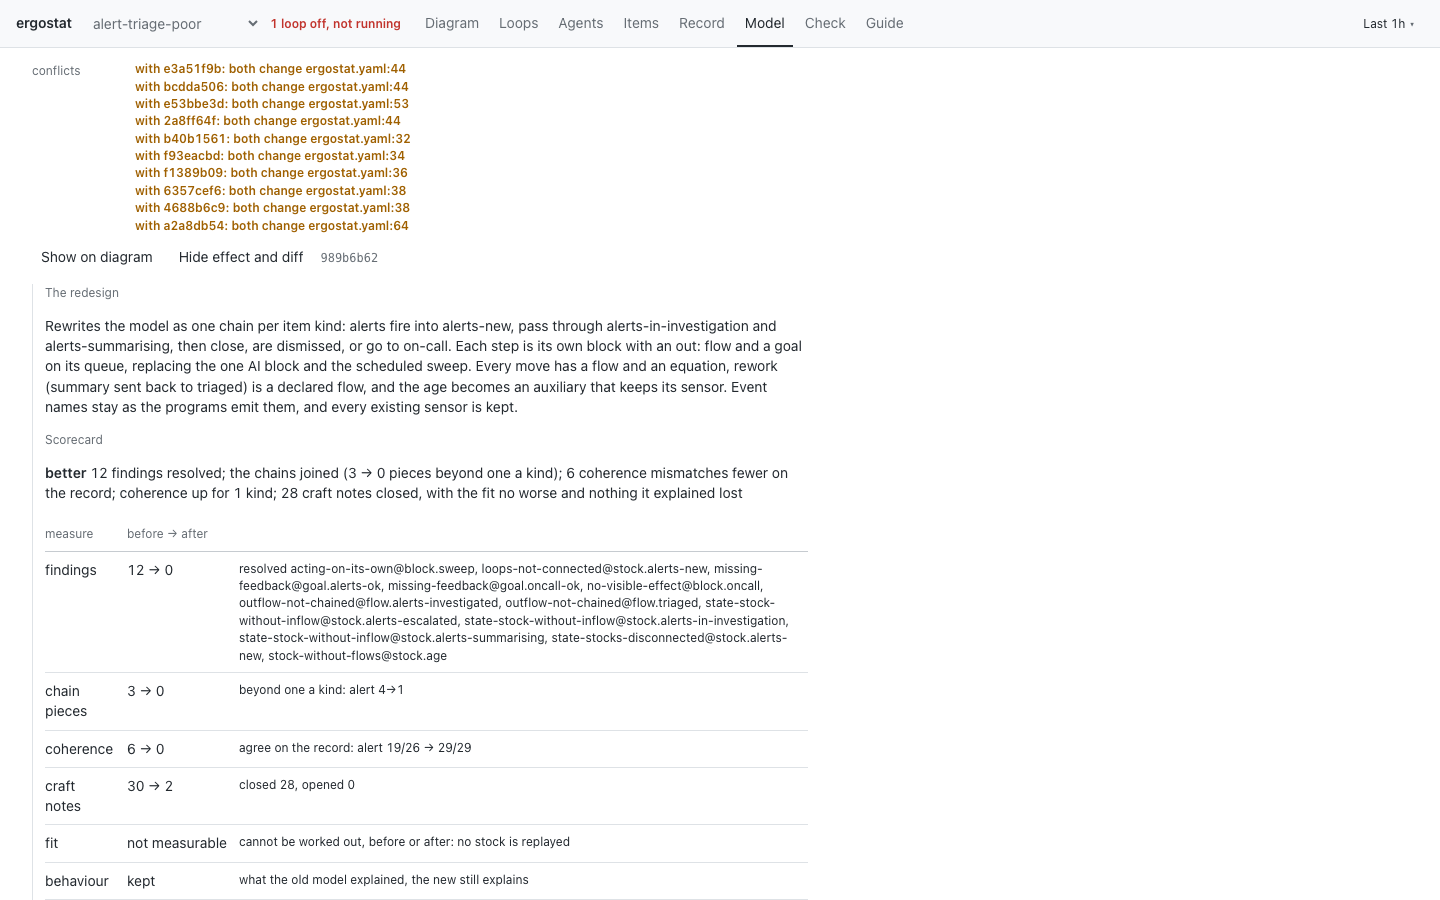 ergostat alert-triage-poor 1 loop off, not running Diagram Loops Agents Items Record Model Check Guide Last 1h
conflicts
with e3a51f9b: both change ergostat.yaml:44
with bcdda506: both change ergostat.yaml:44
with e53bbe3d: both change ergostat.yaml:53
with 2a8ff64f: both change ergostat.yaml:44
with b40b1561: both change ergostat.yaml:32
with f93eacbd: both change ergostat.yaml:34
with f1389b09: both change ergostat.yaml:36
with 6357cef6: both change ergostat.yaml:38
with 4688b6c9: both change ergostat.yaml:38
with a2a8db54: both change ergostat.yaml:64
Show on diagram Hide effect and diff 989b6b62
The redesign
Rewrites the model as one chain per item kind: alerts fire into alerts-new, pass through alerts-in-investigation and
alerts-summarising, then close, are dismissed, or go to on-call. Each step is its own block with an out: flow and a goal
on its queue, replacing the one AI block and the scheduled sweep. Every move has a flow and an equation, rework
(summary sent back to triaged) is a declared flow, and the age becomes an auxiliary that keeps its sensor. Event
names stay as the programs emit them, and every existing sensor is kept.
Scorecard
better 12 findings resolved; the chains joined (3 → 0 pieces beyond one a kind); 6 coherence mismatches fewer on
the record; coherence up for 1 kind; 28 craft notes closed, with the fit no worse and nothing it explained lost
measure before → after
findings 12 → 0 resolved acting-on-its-own@block.sweep, loops-not-connected@stock.alerts-new, missing-
feedback@goal.alerts-ok, missing-feedback@goal.oncall-ok, no-visible-effect@block.oncall,
outflow-not-chained@flow.alerts-investigated, outflow-not-chained@flow.triaged, state-stock-
without-inflow@stock.alerts-escalated, state-stock-without-inflow@stock.alerts-in-investigation,
state-stock-without-inflow@stock.alerts-summarising, state-stocks-disconnected@stock.alerts-
new, stock-without-flows@stock.age
chain 3 → 0 beyond one a kind: alert 4→1
pieces
coherence 6 → 0 agree on the record: alert 19/26 → 29/29
craft 30 → 2 closed 28, opened 0
notes
fit not measurable cannot be worked out, before or after: no stock is replayed
behaviour kept what the old model explained, the new still explains